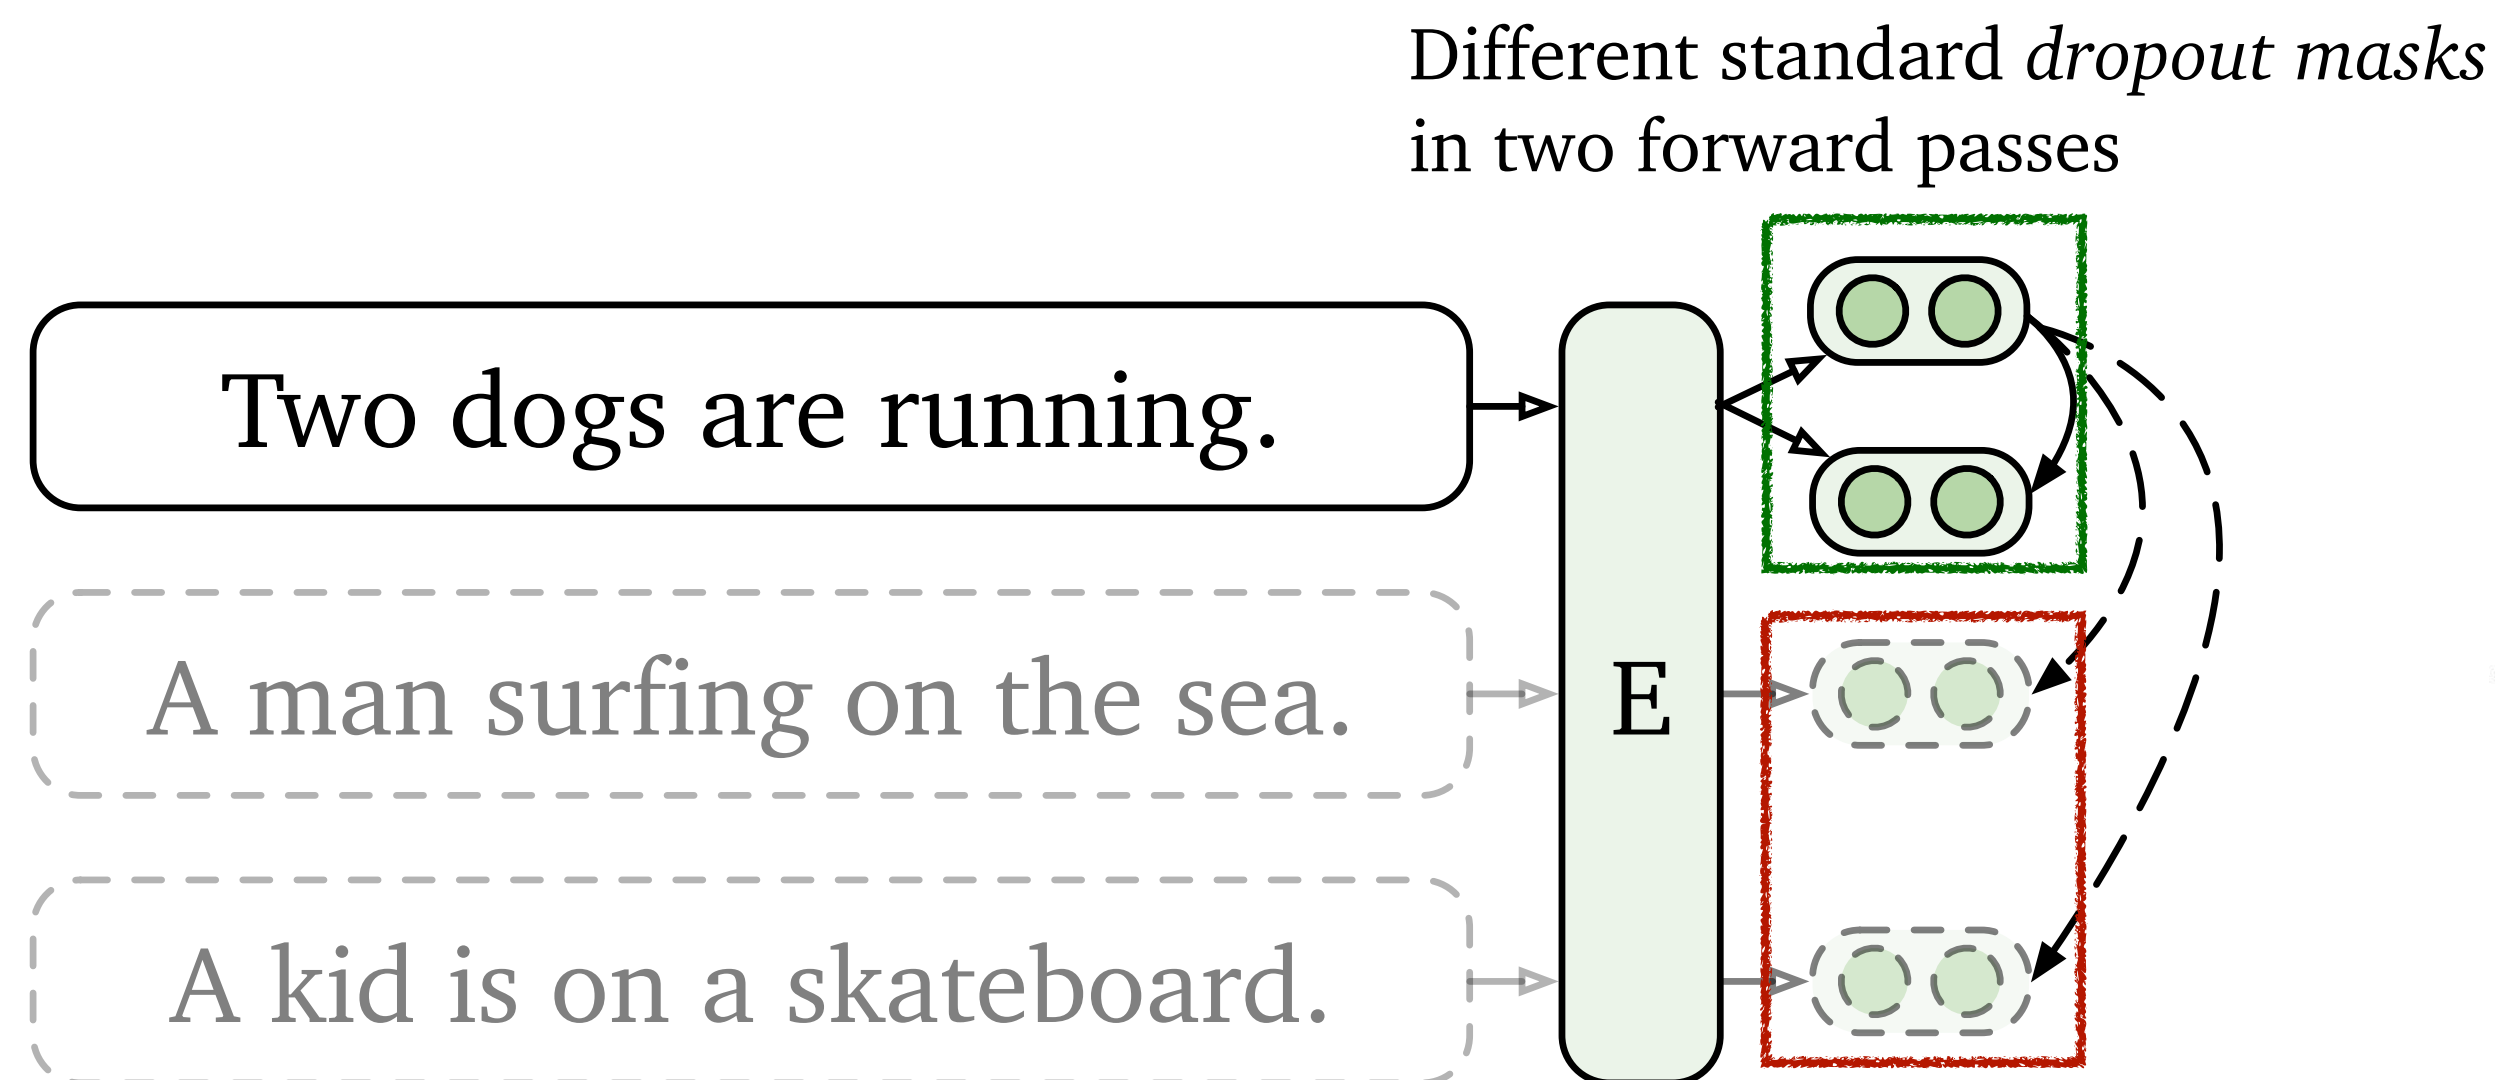 Different standard dropout masks
in two forward passes
Two dogs are running.
A man surfing on the sea.
E
A kid is on a skateboard.